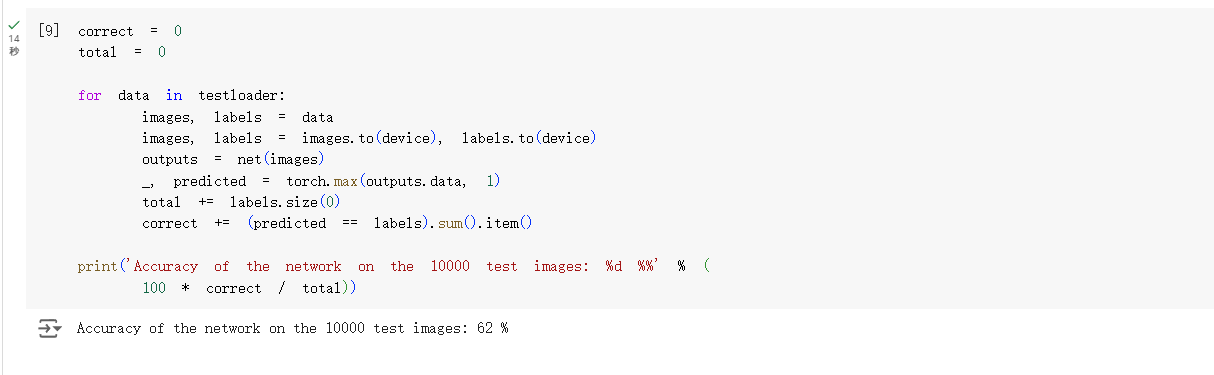 [9] correct = 0
14
秒
total = 0
for data in testloader:
images, labels = data
images, labels = images.to(device), labels.to(device)
outputs = net(images)
_, predicted = torch.max(outputs.data, 1)
total += labels.size(0)
correct += (predicted == labels).sum().item()
print('Accuracy of the network on the 10000 test images: %d %%' % (
100 * correct / total))
Accuracy of the network on the 10000 test images: 62 %